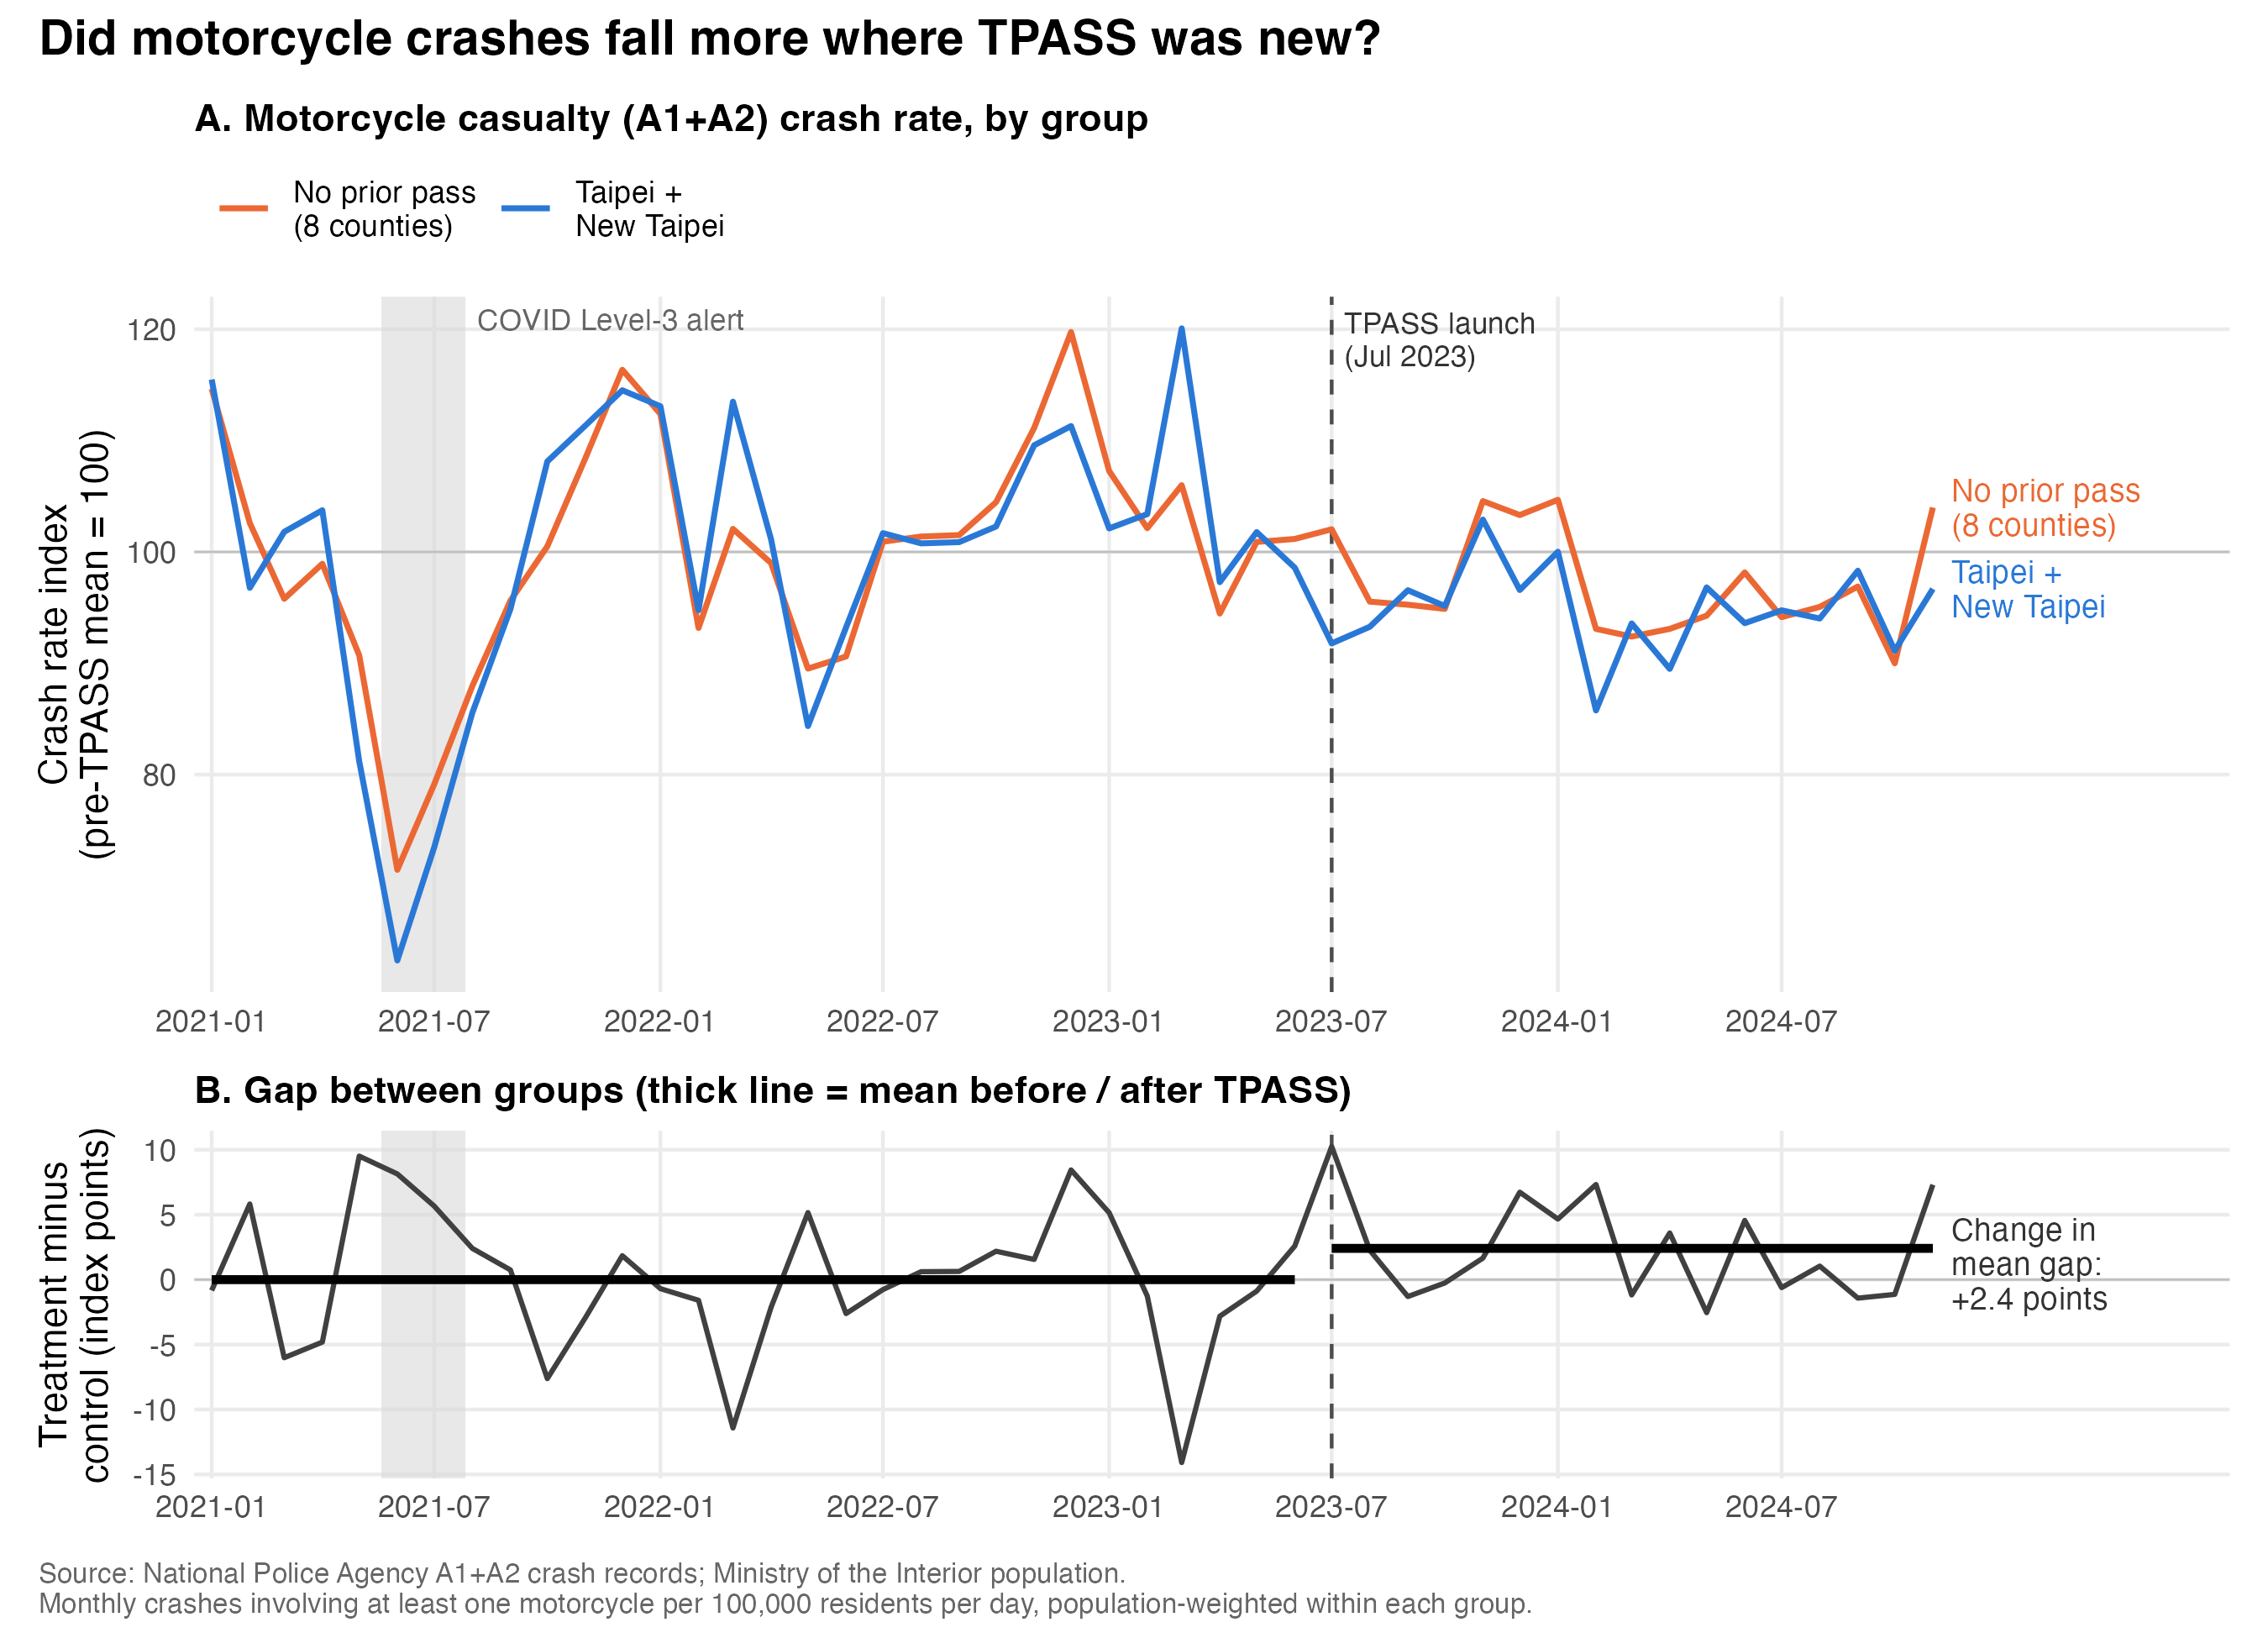 Did motorcycle crashes fall more where TPASS was new?
A. Motorcycle casualty (A1+A2) crash rate, by group
No prior pass
(8 counties)
Taipei +
New Taipei
Crash rate index
(pre-TPASS mean = 100)
120
100
80
COVID Level-3 alert
TPASS launch
(Jul 2023)
No prior pass
(8 counties)
Taipei +
New Taipei
2021-01
2021-07
2022-01
2022-07
2023-01
2023-07
2024-01
2024-07
B. Gap between groups (thick line = mean before / after TPASS)
Treatment minus
control (index points)
10
5
0
-5
-10
-15
Change in
mean gap:
+2.4 points
2021-01
2021-07
2022-01
2022-07
2023-01
2023-07
2024-01
2024-07
Source: National Police Agency A1+A2 crash records; Ministry of the Interior population.
Monthly crashes involving at least one motorcycle per 100,000 residents per day, population-weighted within each group.